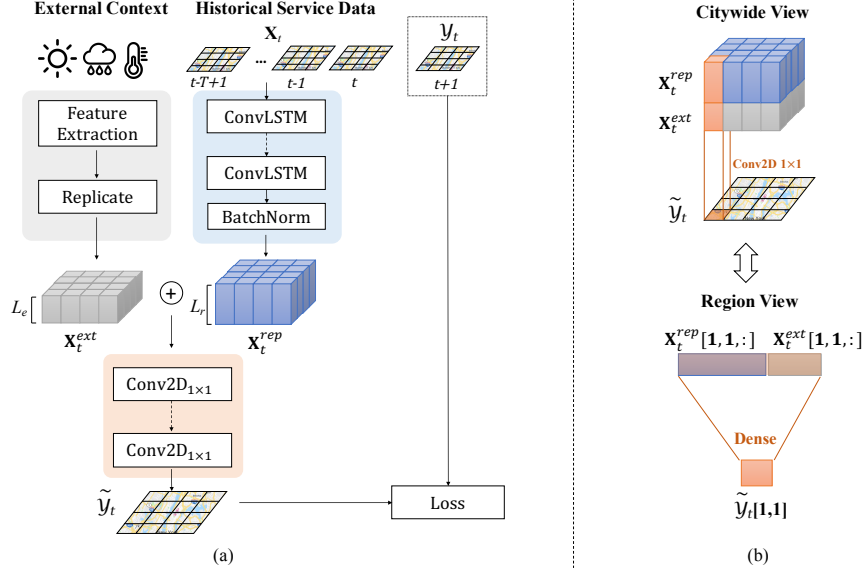 External Context
Historical Service Data
X_t
𝒴_t
t-T+1
...
t-1
t
t+1
Feature
Extraction
Replicate
ConvLSTM
ConvLSTM
BatchNorm
L_e
X_t^ext
+
L_r
X_t^rep
Conv2D_1×1
Conv2D_1×1
𝒴̃_t
Loss
(a)
Citywide View
X_t^rep
X_t^ext
Conv2D 1×1
𝒴̃_t
Region View
X_t^rep[1,1,:] X_t^ext[1,1,:]
Dense
𝒴̃_t[1,1]
(b)